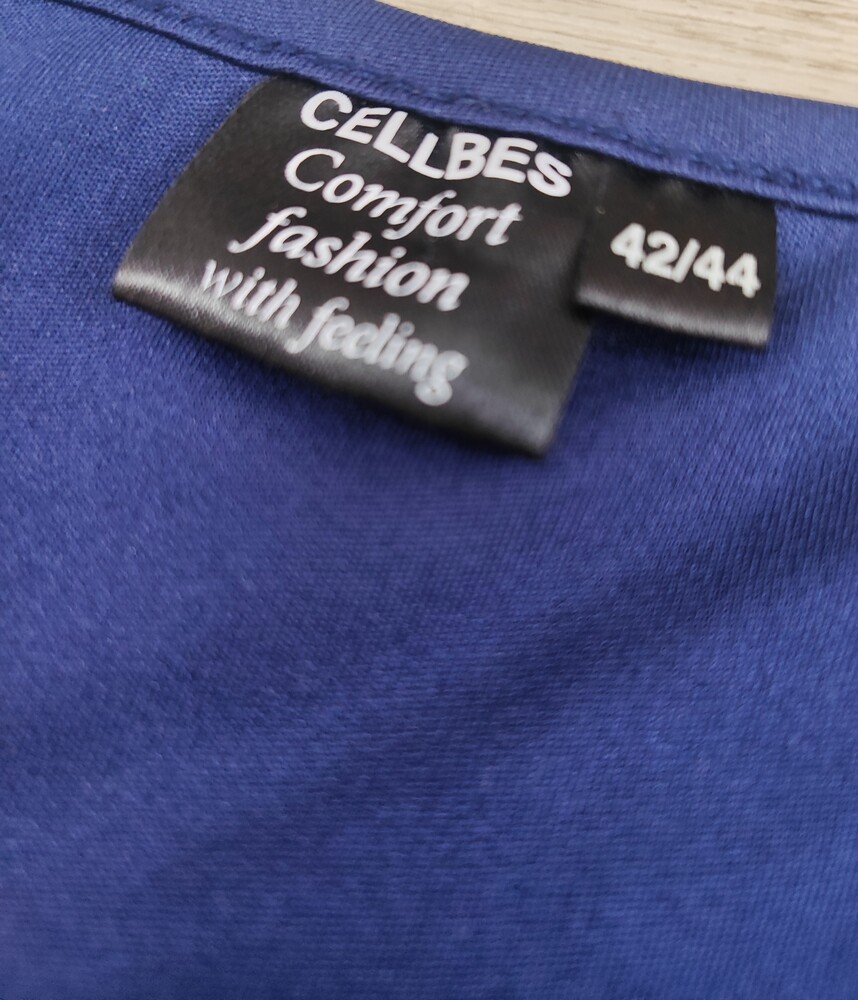 CELLBES
Comfort
fashion
with feeling
42/44